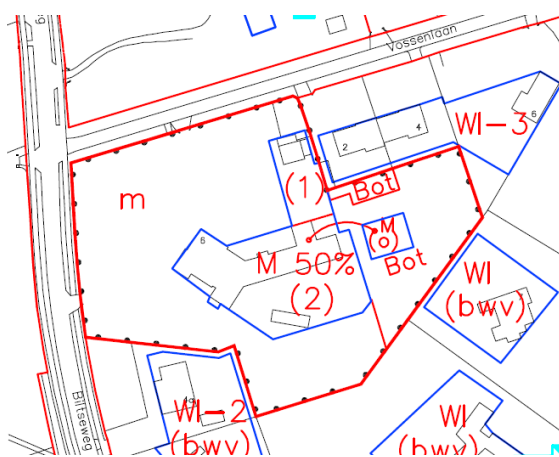 Vossenlaan
6
4
2
WI-3
(1)
Bot
m
M
(o)
Bot
6
M 50%
(2)
WI
(bwv)
Biltseweg
WI-2
(bwv)
WI
(bwv)